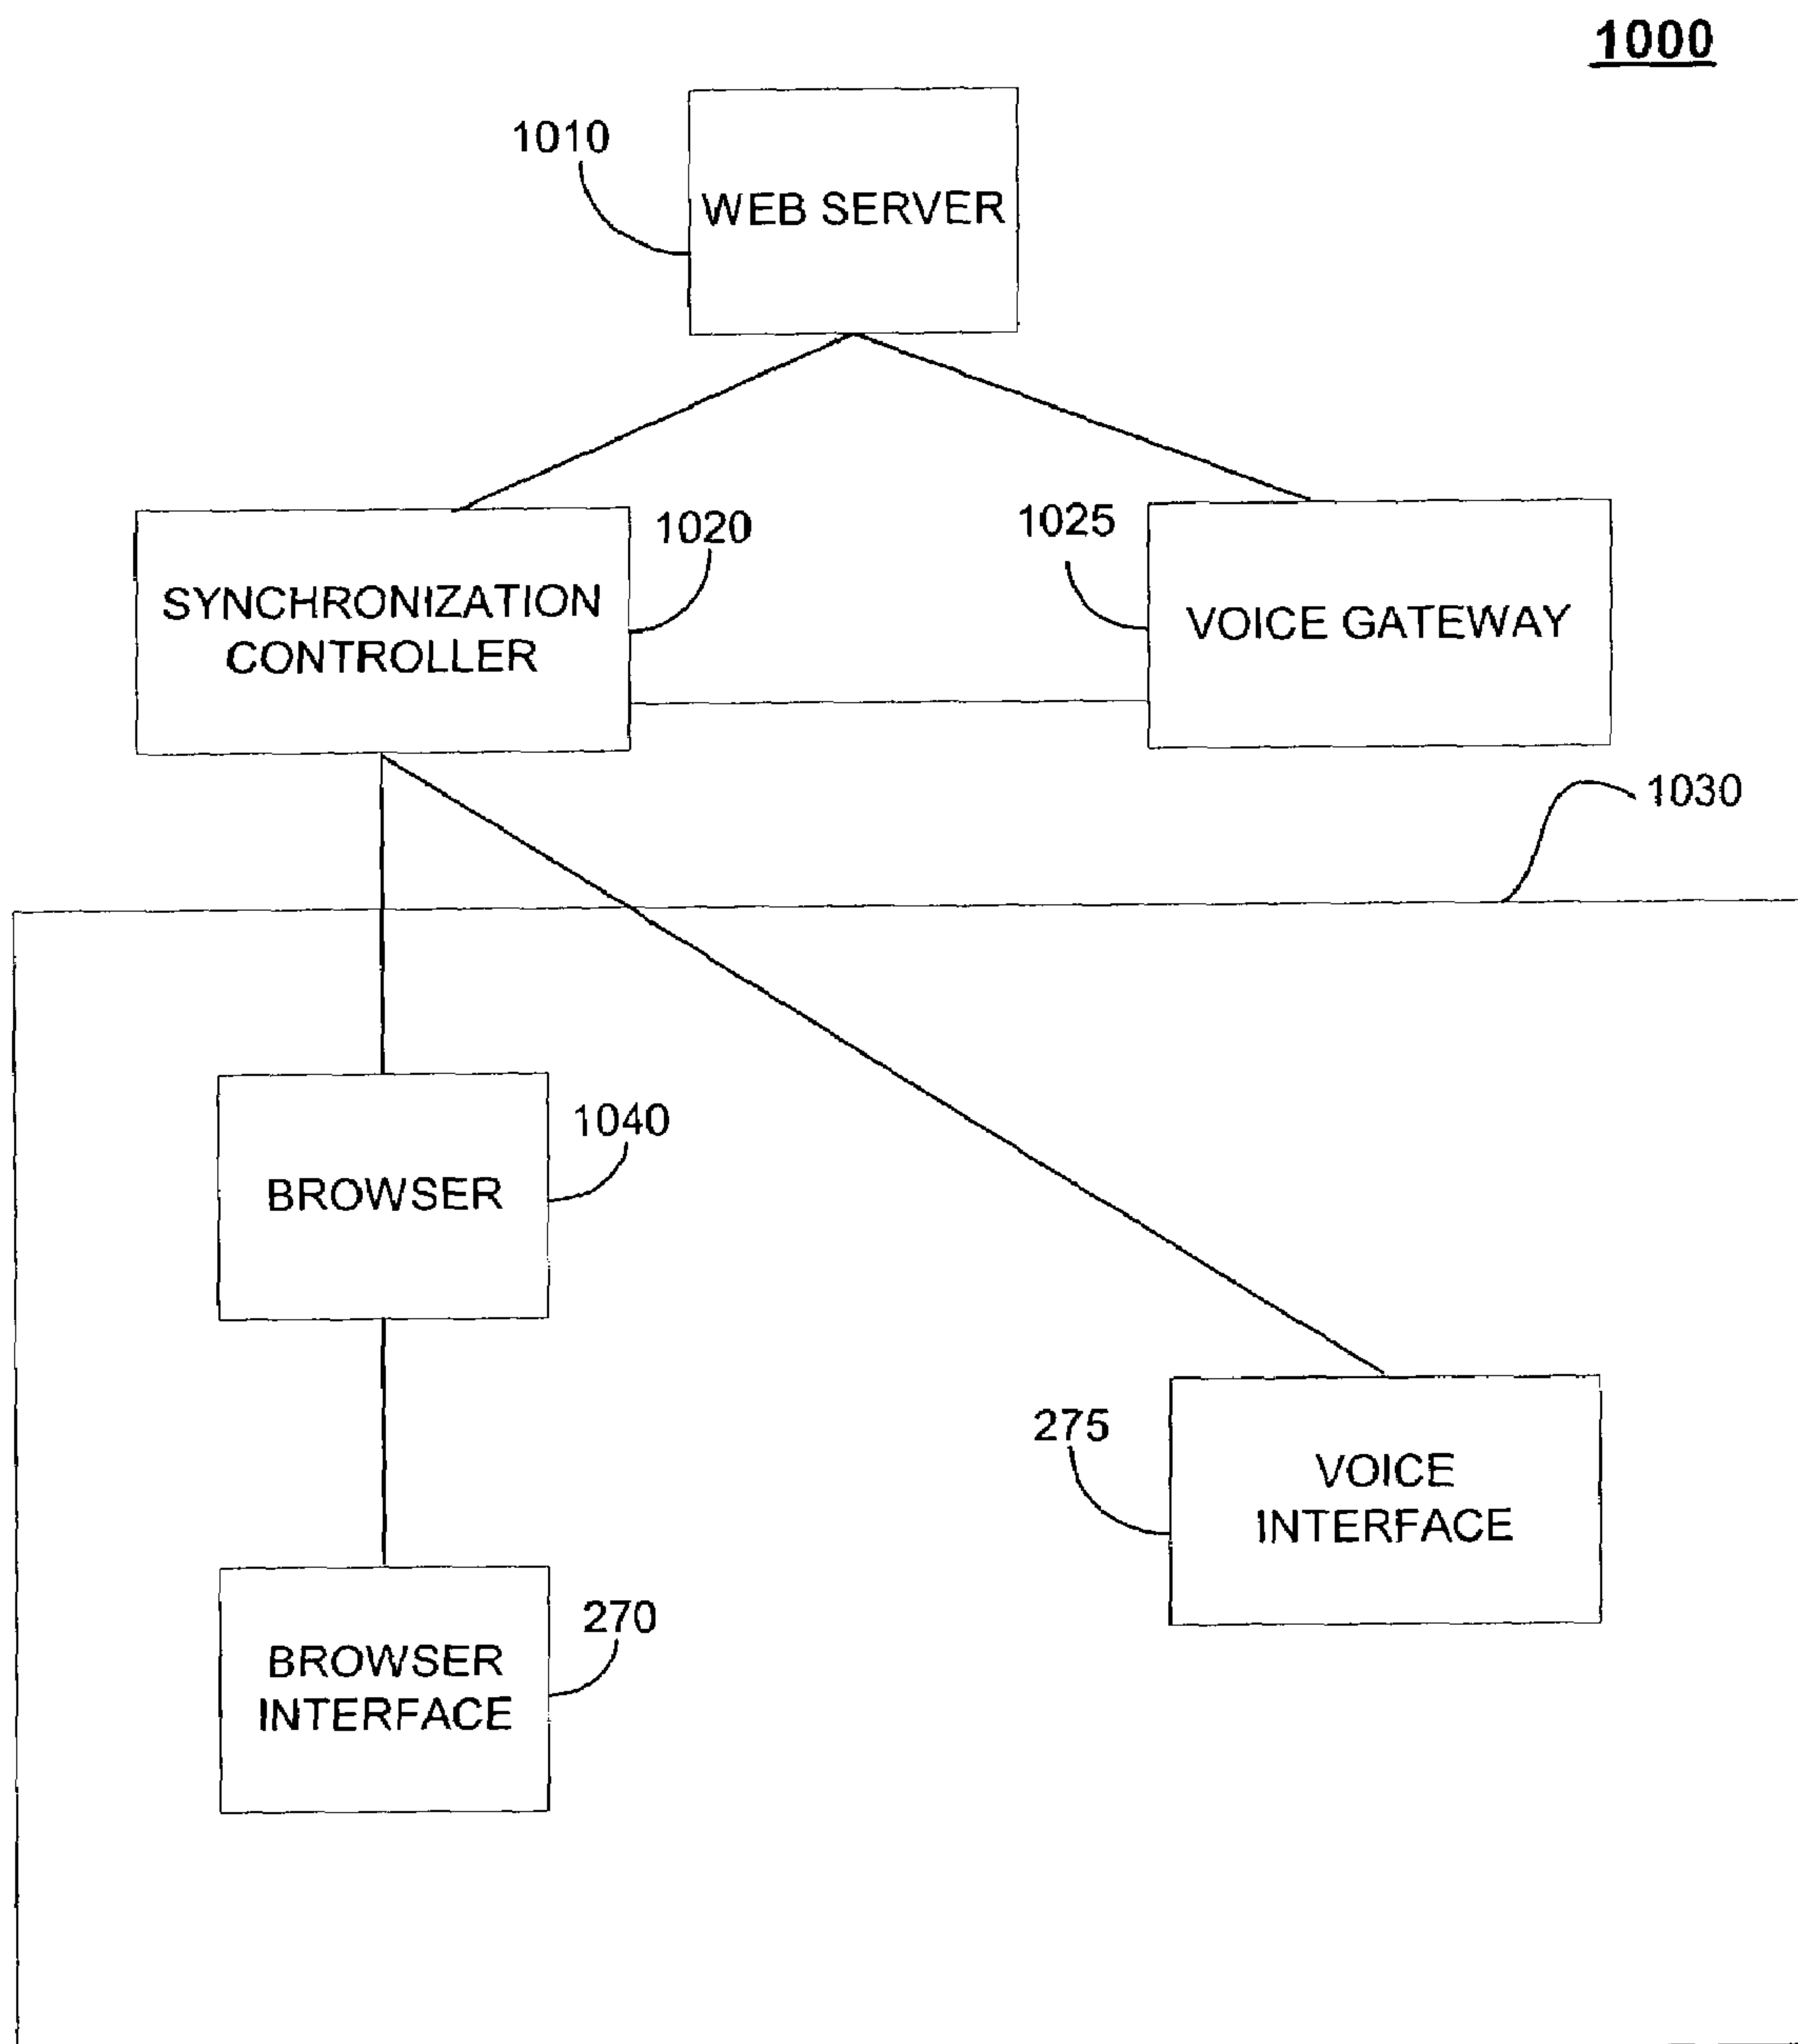 1000
1010
WEB SERVER
1020
1025
SYNCHRONIZATION
CONTROLLER
VOICE GATEWAY
1030
1040
BROWSER
275
VOICE
INTERFACE
270
BROWSER
INTERFACE